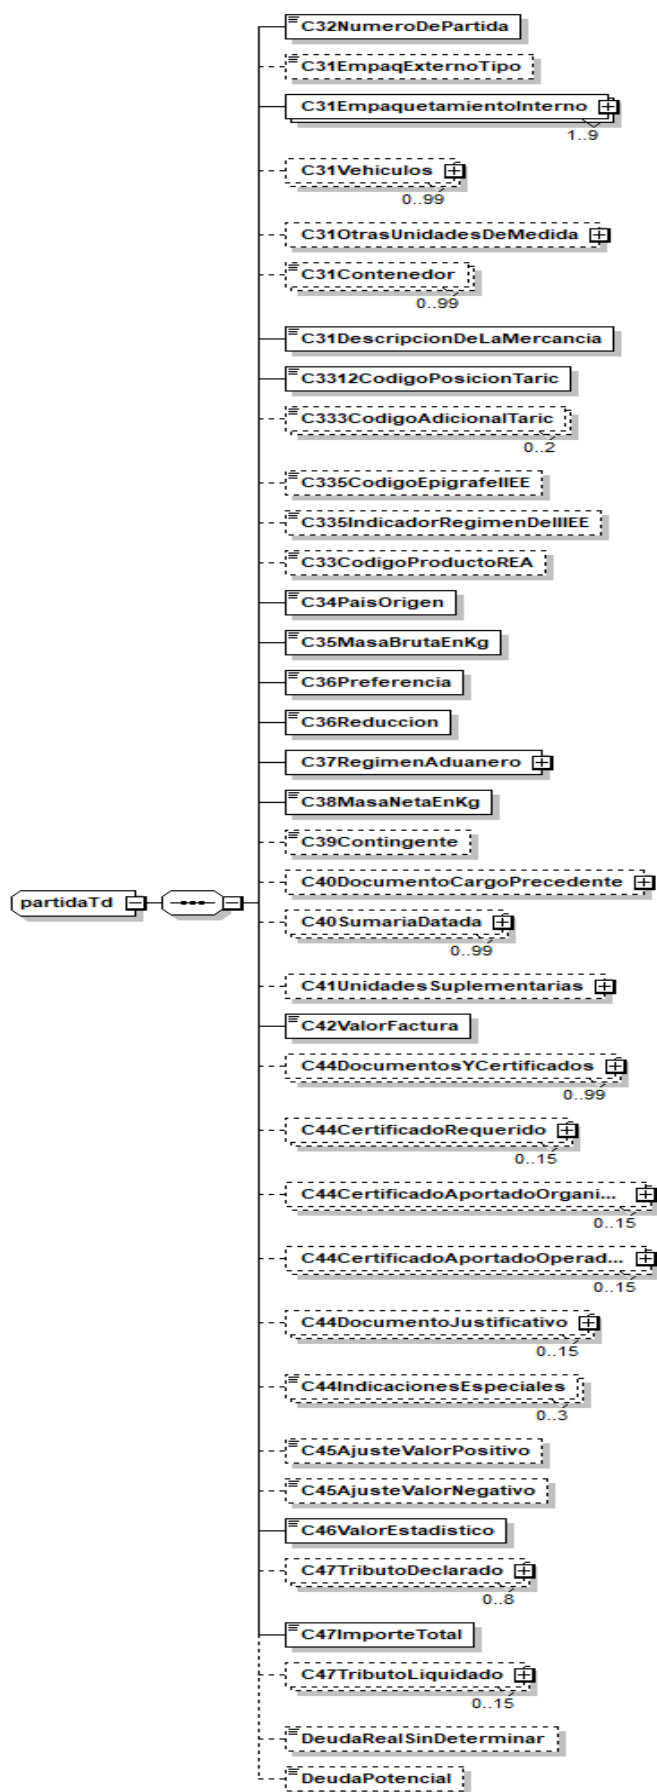 C32NumeroDePartida
C31EmpaqExternoTipo
C31EmpaquetamientoInterno
1..9
C31Vehiculos
0..99
C31OtrasUnidadesDeMedida
C31Contenedor
0..99
C31DescripcionDeLaMercancia
C3312CodigoPosicionTaric
C333CodigoAdicionalTaric
0..2
C335CodigoEpigrafeIIEE
C335IndicadorRegimenDeIIIEE
C33CodigoProductoREA
C34PaisOrigen
C35MasaBrutaEnKg
C36Preferencia
C36Reduccion
C37RegimenAduanero
C38MasaNetaEnKg
C39Contingente
C40DocumentoCargoPrecedente
partidaTd
C40SumariaDatada
0..99
C41UnidadesSuplementarias
C42ValorFactura
C44DocumentosYCertificados
0..99
C44CertificadoRequerido
0..15
C44CertificadoAportadoOrgani...
0..15
C44CertificadoAportadoOperad...
0..15
C44DocumentoJustificativo
0..15
C44IndicacionesEspeciales
0..3
C45AjusteValorPositivo
C45AjusteValorNegativo
C46ValorEstadistico
C47TributoDeclarado
0..8
C47ImporteTotal
C47TributoLiquidado
0..15
DeudaRealSinDeterminar
DeudaPotencial